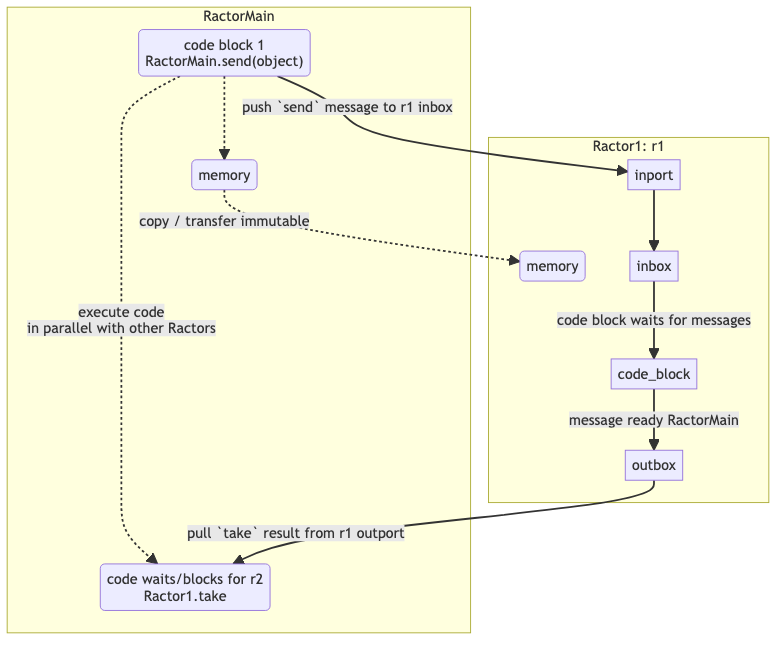 RactorMain
code block 1
RactorMain.send(object)
push `send` message to r1 inbox
Ractor1: r1
inport
memory
copy / transfer immutable
memory
inbox
execute code
in parallel with other Ractors
code block waits for messages
code_block
message ready RactorMain
outbox
pull `take` result from r1 outport
code waits/blocks for r2
Ractor1.take